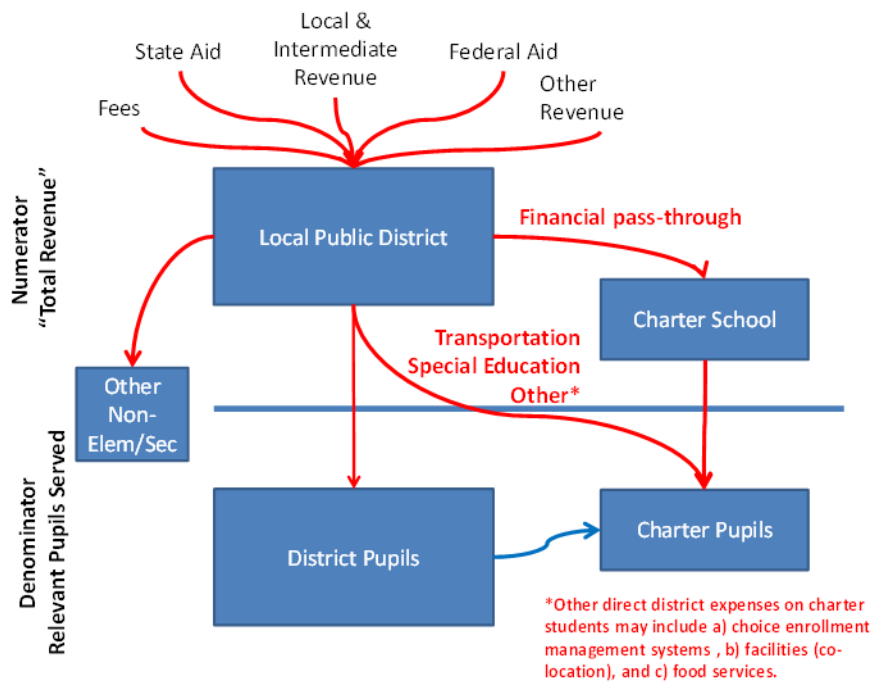 State Aid
Local &
Intermediate
Revenue
Federal Aid
Fees
Other
Revenue
Numerator
“Total Revenue”
Local Public District
Financial pass-through
Charter School
Transportation
Special Education
Other*
Other
Non-
Elem/Sec
Denominator
Relevant Pupils Served
District Pupils
Charter Pupils
*Other direct district expenses on charter
students may include a) choice enrollment
management systems , b) facilities (co-
location), and c) food services.